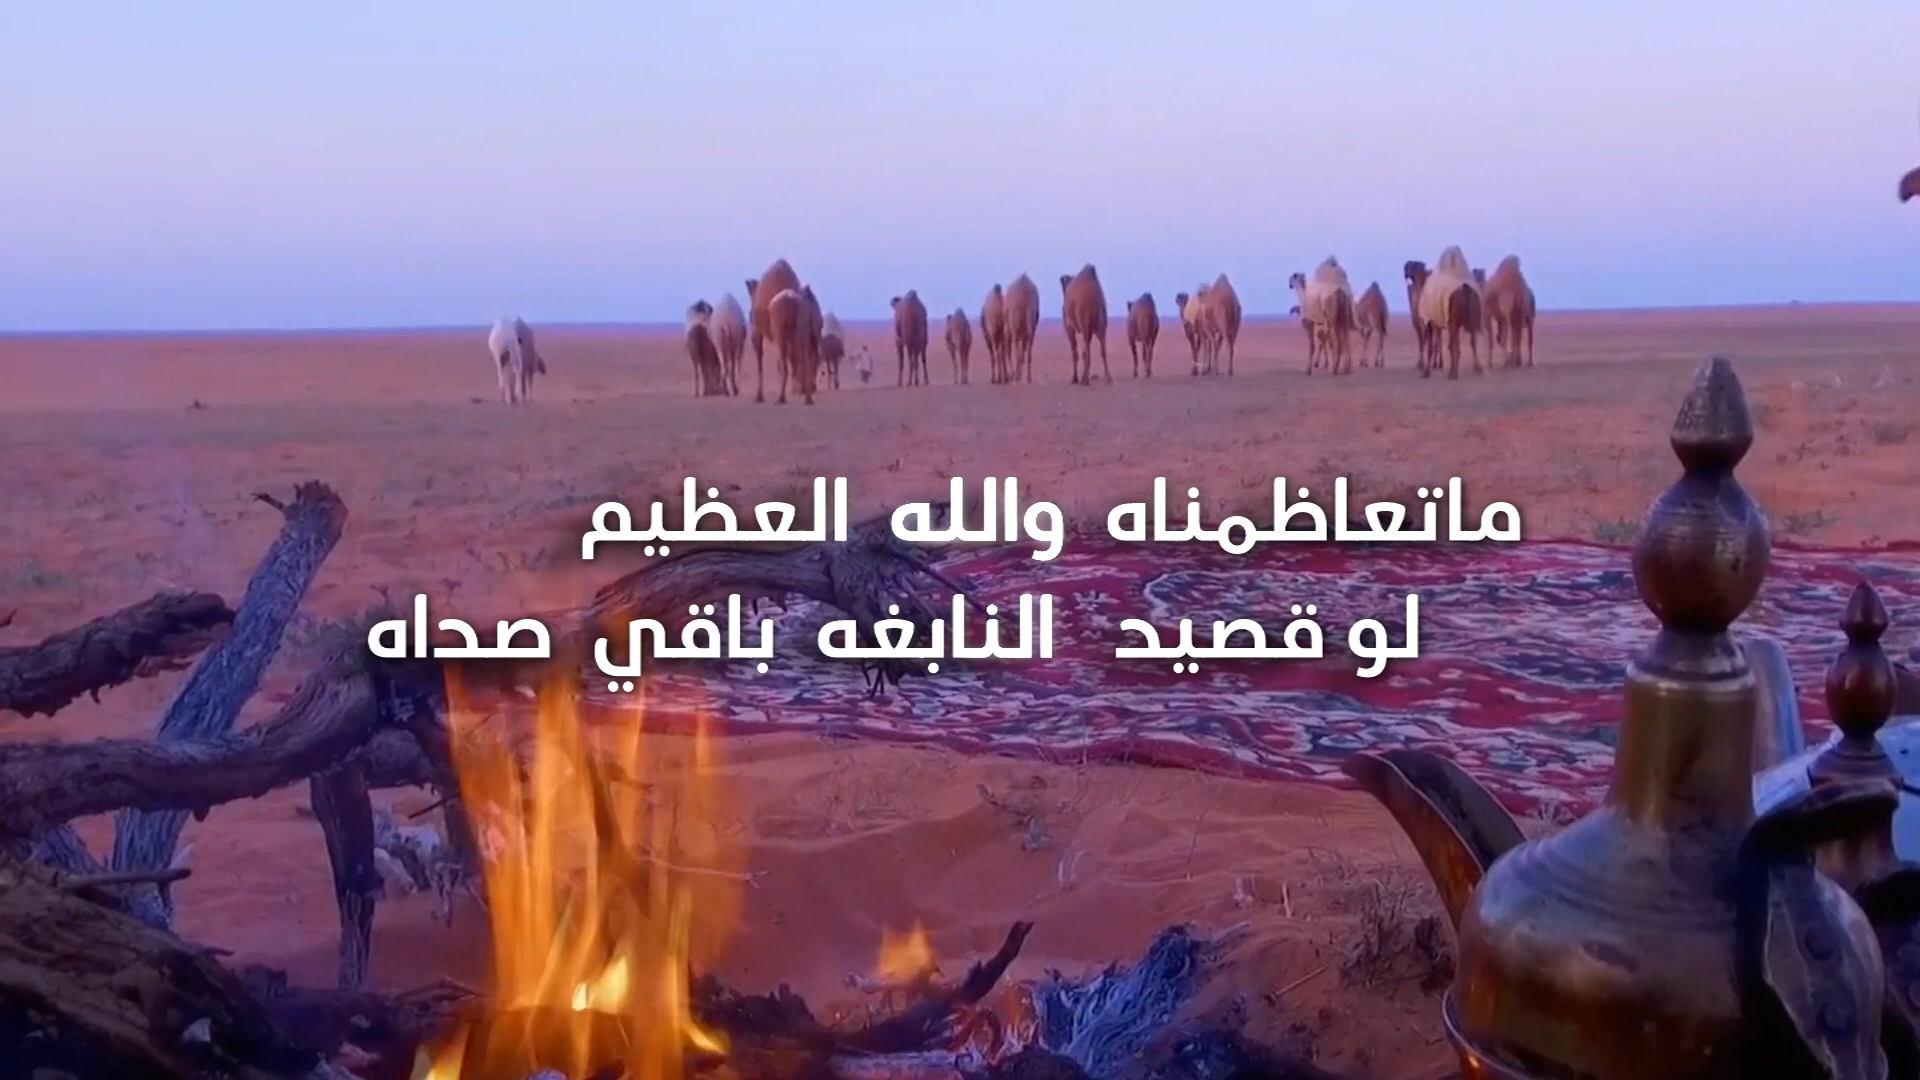 ماتعاظمناه والله العظيم
لو قصيد النابغه باقي صداه